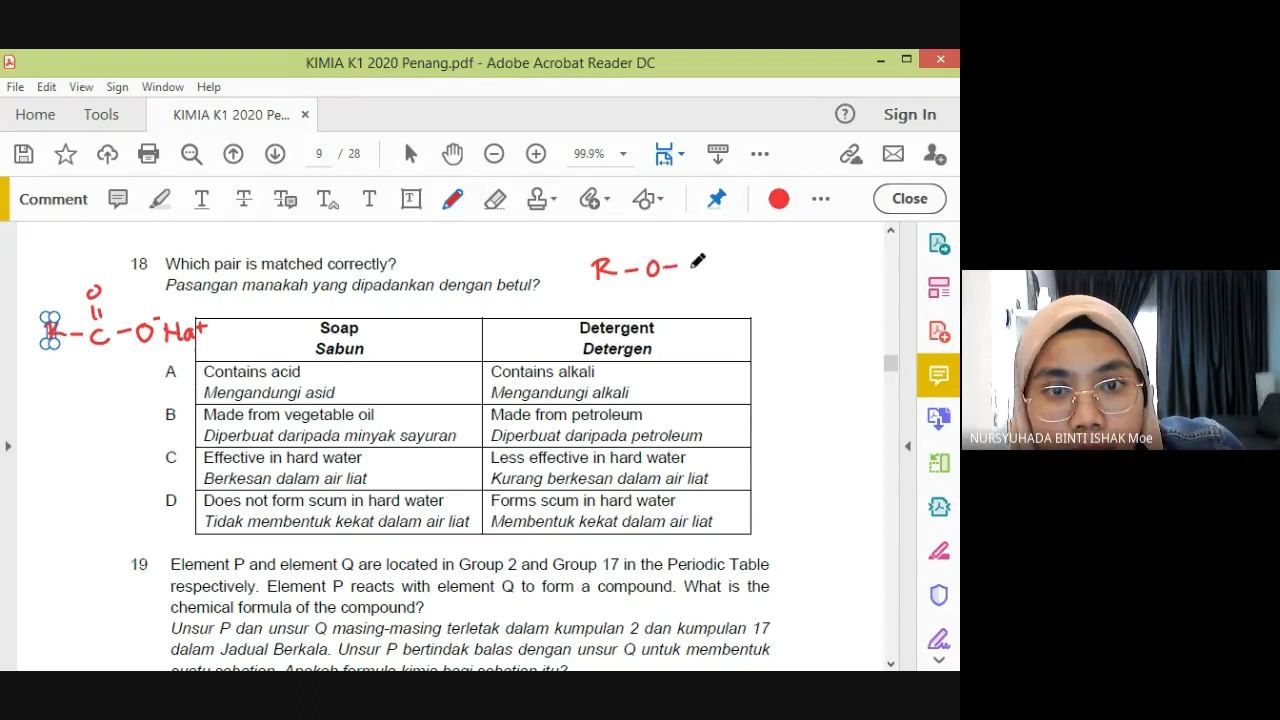 KIMIA K1 2020 Penang.pdf - Adobe Acrobat Reader DC
File Edit View Sign Window Help
Home Tools KIMIA K1 2020 Pe... × Sign In
9 / 28 99.9%
Comment Close
18 Which pair is matched correctly?
Pasangan manakah yang dipadankan dengan betul?
R - O -
O
R - C - O⁻Na⁺
Soap Detergent
Sabun Detergen
A Contains acid Contains alkali
Mengandungi asid Mengandungi alkali
B Made from vegetable oil Made from petroleum
Diperbuat daripada minyak sayuran Diperbuat daripada petroleum
C Effective in hard water Less effective in hard water
Berkesan dalam air liat Kurang berkesan dalam air liat
D Does not form scum in hard water Forms scum in hard water
Tidak membentuk kekat dalam air liat Membentuk kekat dalam air liat
19 Element P and element Q are located in Group 2 and Group 17 in the Periodic Table
respectively. Element P reacts with element Q to form a compound. What is the
chemical formula of the compound?
Unsur P dan unsur Q masing-masing terletak dalam kumpulan 2 dan kumpulan 17
dalam Jadual Berkala. Unsur P bertindak balas dengan unsur Q untuk membentuk
suatu sebatian. Apakah formula kimia bagi sebatian itu?
NURSYUHADA BINTI ISHAK Moe